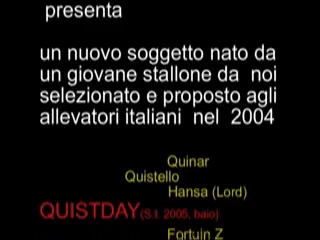 presenta
un nuovo soggetto nato da
un giovane stallone da noi
selezionato e proposto agli
allevatori italiani nel 2004
Quinar
Quistello
Hansa (Lord)
QUISTDAY(S.I. 2005, baio)
Fortuin Z